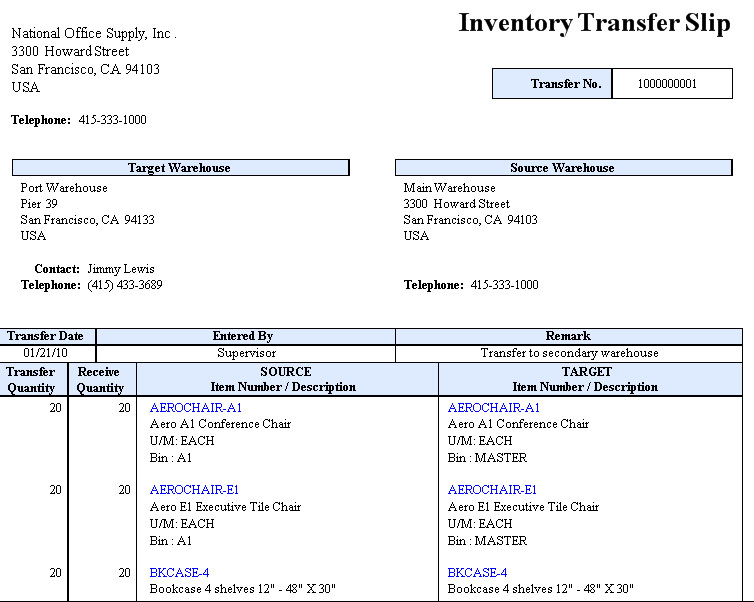 Inventory Transfer Slip
National Office Supply, Inc.
3300 Howard Street
San Francisco, CA 94103
USA
Telephone: 415-333-1000
Transfer No. 1000000001
Target Warehouse
Port Warehouse
Pier 39
San Francisco, CA 94133
USA
Contact: Jimmy Lewis
Telephone: (415) 433-3689
Source Warehouse
Main Warehouse
3300 Howard Street
San Francisco, CA 94103
USA
Telephone: 415-333-1000
Transfer Date Entered By Remark
01/21/10 Supervisor Transfer to secondary warehouse
Transfer Receive SOURCE TARGET
Quantity Quantity Item Number / Description Item Number / Description
20 20 AEROCHAIR-A1 AEROCHAIR-A1
Aero A1 Conference Chair Aero A1 Conference Chair
U/M: EACH U/M: EACH
Bin : A1 Bin : MASTER
20 20 AEROCHAIR-E1 AEROCHAIR-E1
Aero E1 Executive Tile Chair Aero E1 Executive Tile Chair
U/M: EACH U/M: EACH
Bin : A1 Bin : MASTER
20 20 BKCASE-4 BKCASE-4
Bookcase 4 shelves 12" - 48" X 30" Bookcase 4 shelves 12" - 48" X 30"